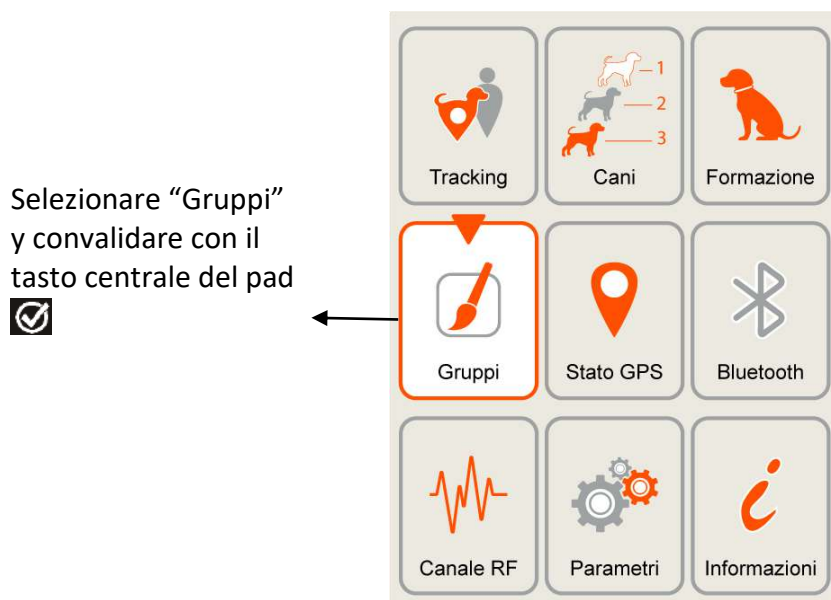 Selezionare “Gruppi”
y convalidare con il
tasto centrale del pad
1
2
3
Tracking
Cani
Formazione
Gruppi
Stato GPS
Bluetooth
Canale RF
Parametri
Informazioni